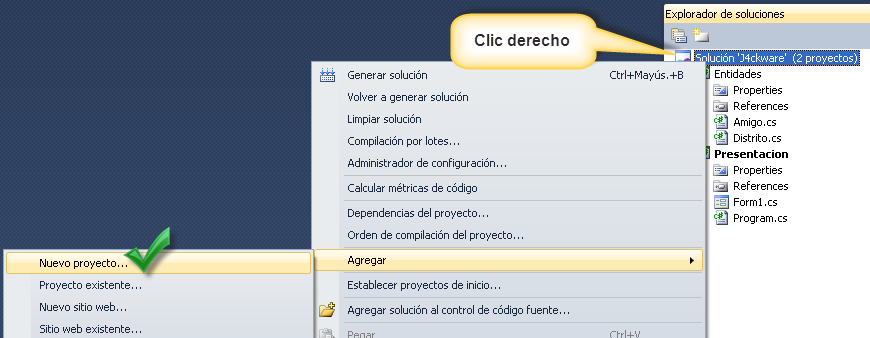 Explorador de soluciones
Clic derecho
Solución 'J4ckware' (2 proyectos)
Entidades
Properties
References
Amigo.cs
Distrito.cs
Presentacion
Properties
References
Form1.cs
Program.cs
Generar solución Ctrl+Mayús.+B
Volver a generar solución
Limpiar solución
Compilación por lotes...
Administrador de configuración...
Calcular métricas de código
Dependencias del proyecto...
Orden de compilación del proyecto...
Agregar
Establecer proyectos de inicio...
Agregar solución al control de código fuente...
Pegar Ctrl+V
Nuevo proyecto...
Proyecto existente...
Nuevo sitio web...
Sitio web existente...